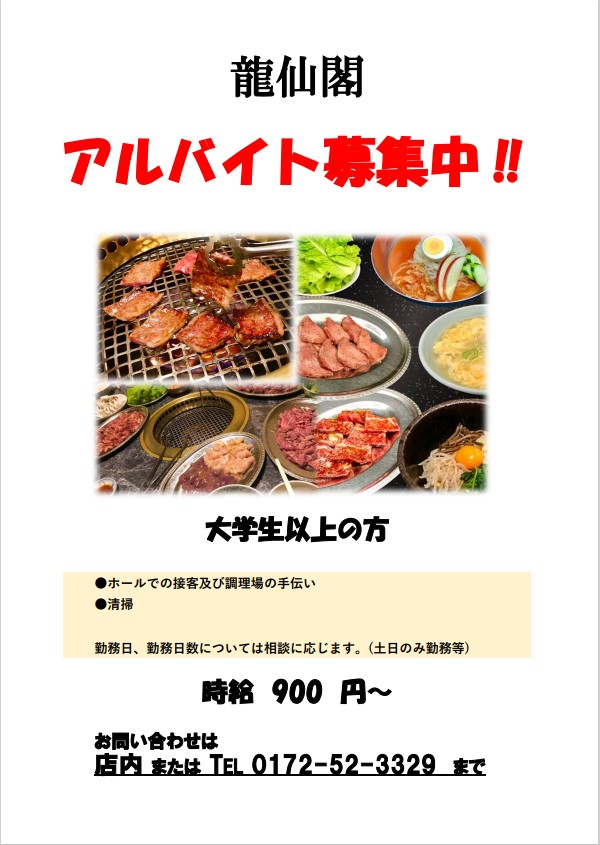 龍仙閣
アルバイト募集中!!
大学生以上の方
●ホールでの接客及び調理場の手伝い
●清掃
勤務日、勤務日数については相談に応じます。(土日のみ勤務等)
時給 900 円～
お問い合わせは
店内 または TEL 0172-52-3329 まで